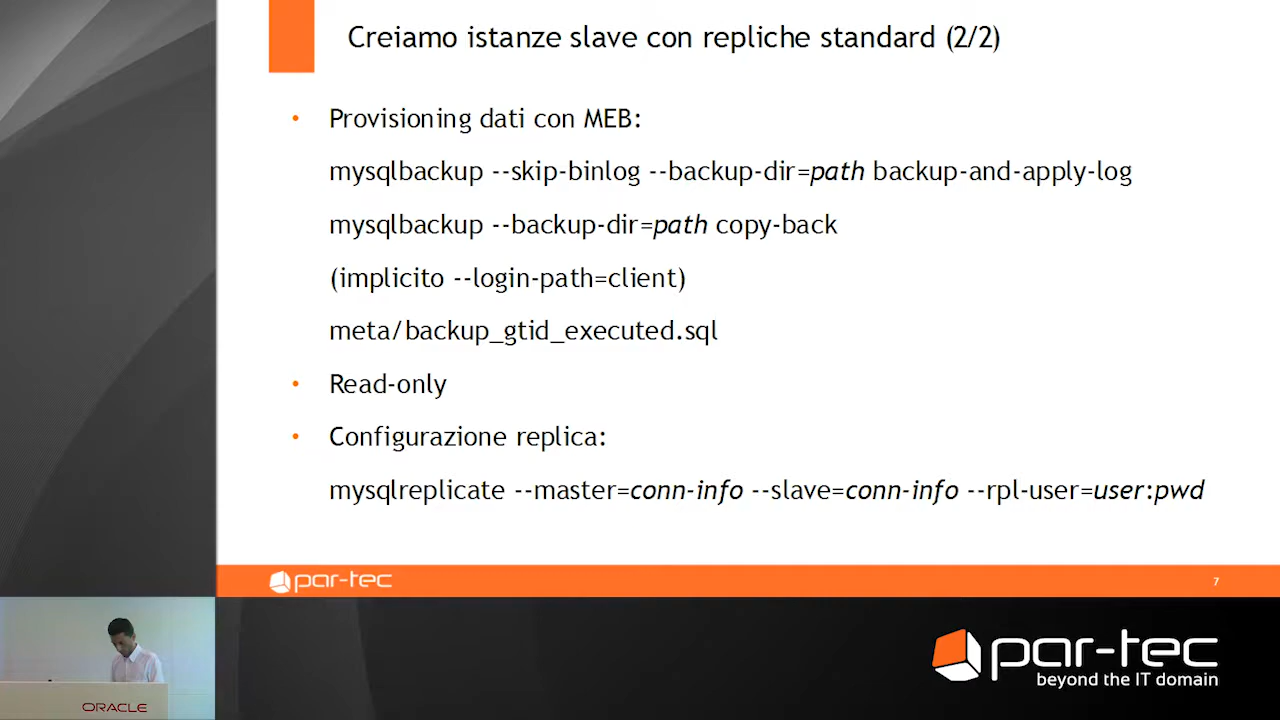 Creiamo istanze slave con repliche standard (2/2)
• Provisioning dati con MEB:
mysqlbackup --skip-binlog --backup-dir=path backup-and-apply-log
mysqlbackup --backup-dir=path copy-back
(implicito --login-path=client)
meta/backup_gtid_executed.sql
• Read-only
• Configurazione replica:
mysqlreplicate --master=conn-info --slave=conn-info --rpl-user=user:pwd
par-tec
7
ORACLE
par-tec
beyond the IT domain